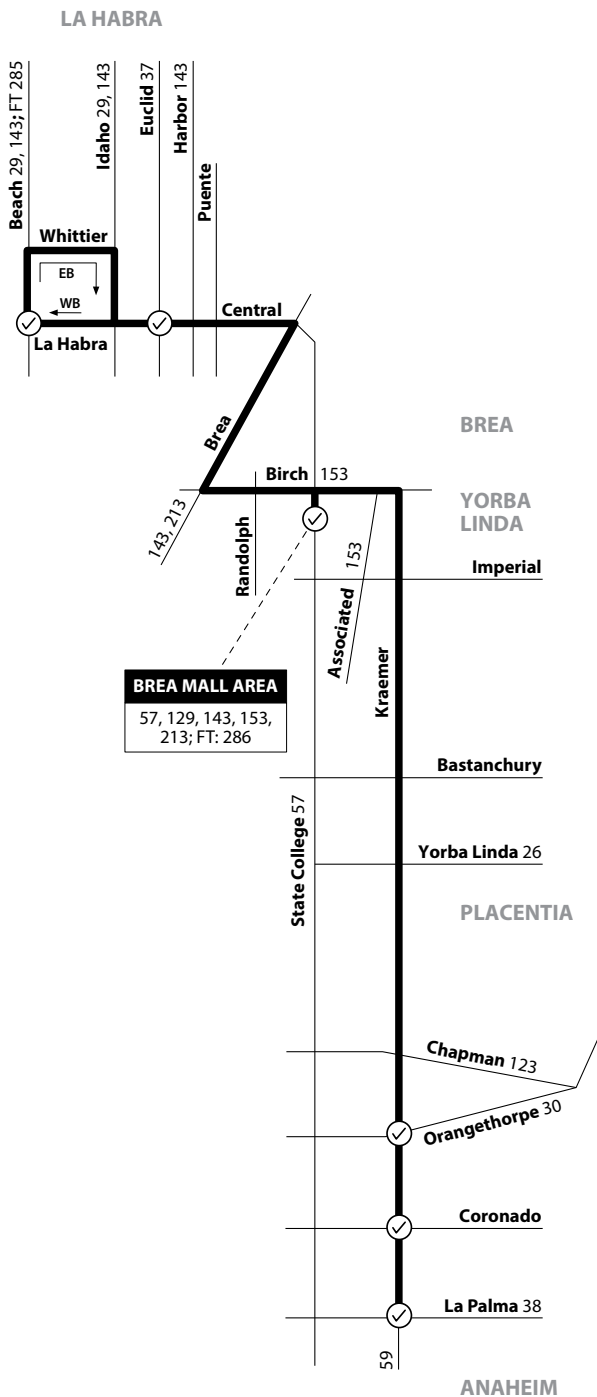 LA HABRA
Beach 29, 143; FT 285
Idaho 29, 143
Euclid 37
Harbor 143
Puente
Whittier
EB
WB
La Habra
Central
Brea
BREA
Birch 153
143, 213
Randolph
YORBA
LINDA
Associated 153
Imperial
Kraemer
BREA MALL AREA
57, 129, 143, 153,
213; FT: 286
Bastanchury
State College 57
Yorba Linda 26
PLACENTIA
Chapman 123
Orangethorpe 30
Coronado
La Palma 38
59
ANAHEIM